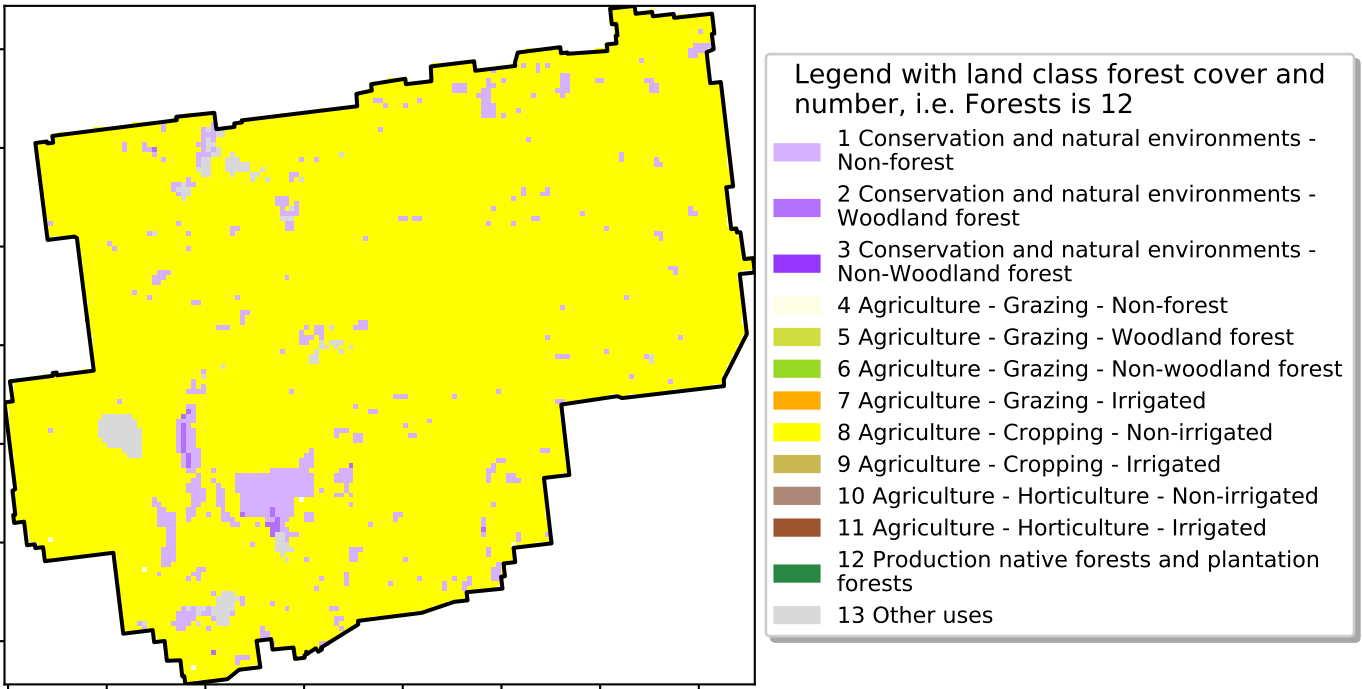 Legend with land class forest cover and
number, i.e. Forests is 12
1 Conservation and natural environments -
Non-forest
2 Conservation and natural environments -
Woodland forest
3 Conservation and natural environments -
Non-Woodland forest
4 Agriculture - Grazing - Non-forest
5 Agriculture - Grazing - Woodland forest
6 Agriculture - Grazing - Non-woodland forest
7 Agriculture - Grazing - Irrigated
8 Agriculture - Cropping - Non-irrigated
9 Agriculture - Cropping - Irrigated
10 Agriculture - Horticulture - Non-irrigated
11 Agriculture - Horticulture - Irrigated
12 Production native forests and plantation
forests
13 Other uses